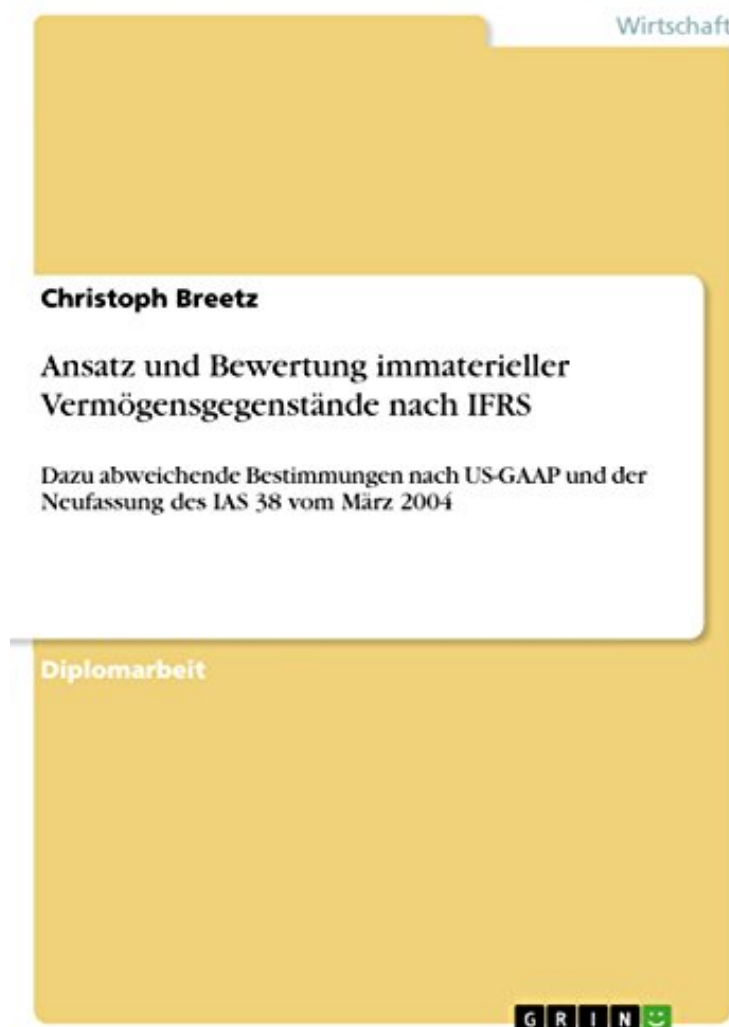 Wirtschaft
Christoph Breetz
Ansatz und Bewertung immaterieller
Vermögensgegenstände nach IFRS
Dazu abweichende Bestimmungen nach US-GAAP und der
Neufassung des IAS 38 vom März 2004
Diplomarbeit
GRIN